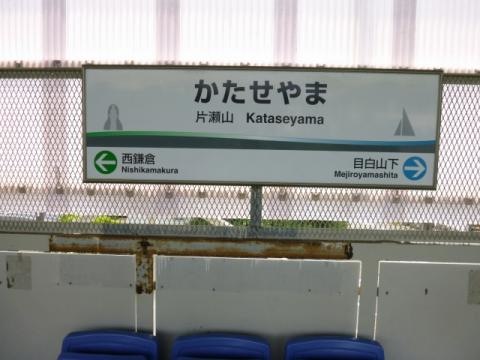 かたせやま
片瀬山 Kataseyama
西鎌倉
Nishikamakura
目白山下
Mejiroyamashita